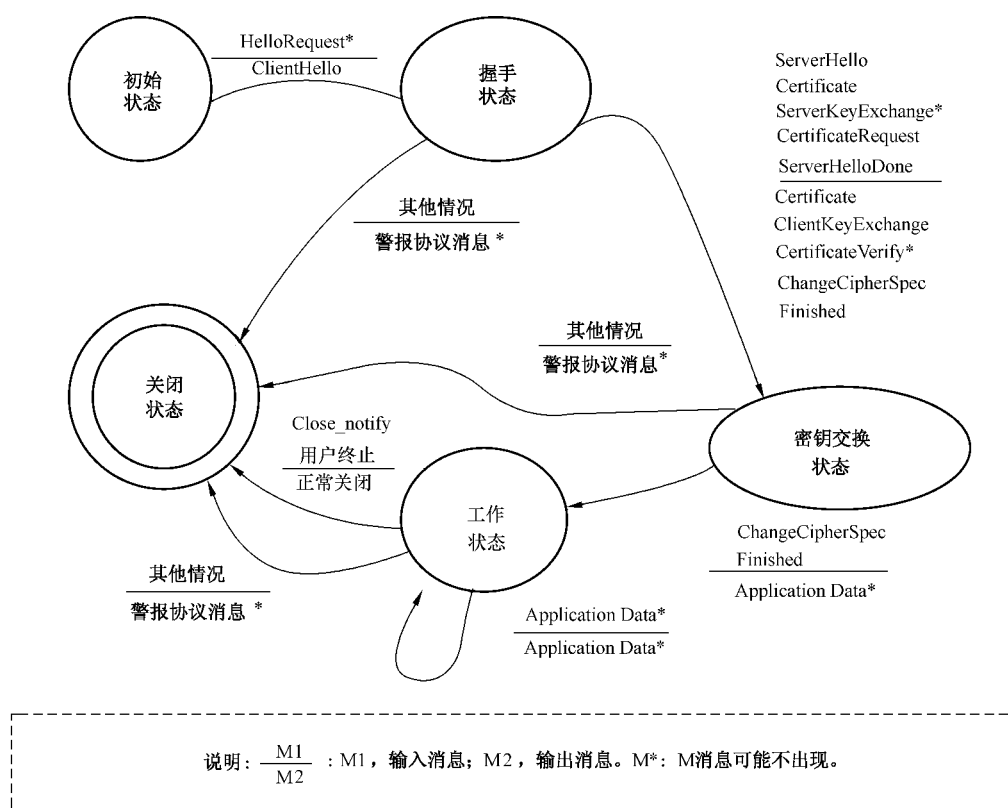 HelloRequest*
ClientHello
初始
状态
握手
状态
ServerHello
Certificate
ServerKeyExchange*
CertificateRequest
ServerHelloDone
Certificate
ClientKeyExchange
CertificateVerify*
ChangeCipherSpec
Finished
其他情况
警报协议消息*
其他情况
警报协议消息*
关闭
状态
Close_notify
用户终止
正常关闭
密钥交换
状态
工作
状态
ChangeCipherSpec
Finished
Application Data*
其他情况
警报协议消息*
Application Data*
Application Data*
说明：M1
M2
：M1，输入消息；M2，输出消息。M*：M消息可能不出现。